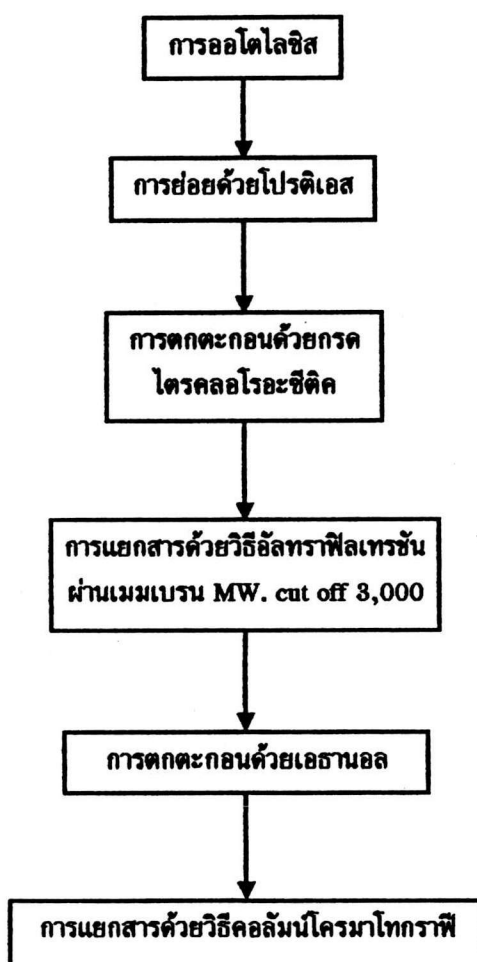 การออโตไลซิส
การย่อยด้วยโปรติเอส
การตกตะกอนด้วยกรด
ไตรคลอโรอะซีติค
การแยกสารด้วยวิธีอัลทราฟิลเทรชัน
ผ่านเมมเบรน MW. cut off 3,000
การตกตะกอนด้วยเอธานอล
การแยกสารด้วยวิธีคอลัมน์โครมาโทกราฟี